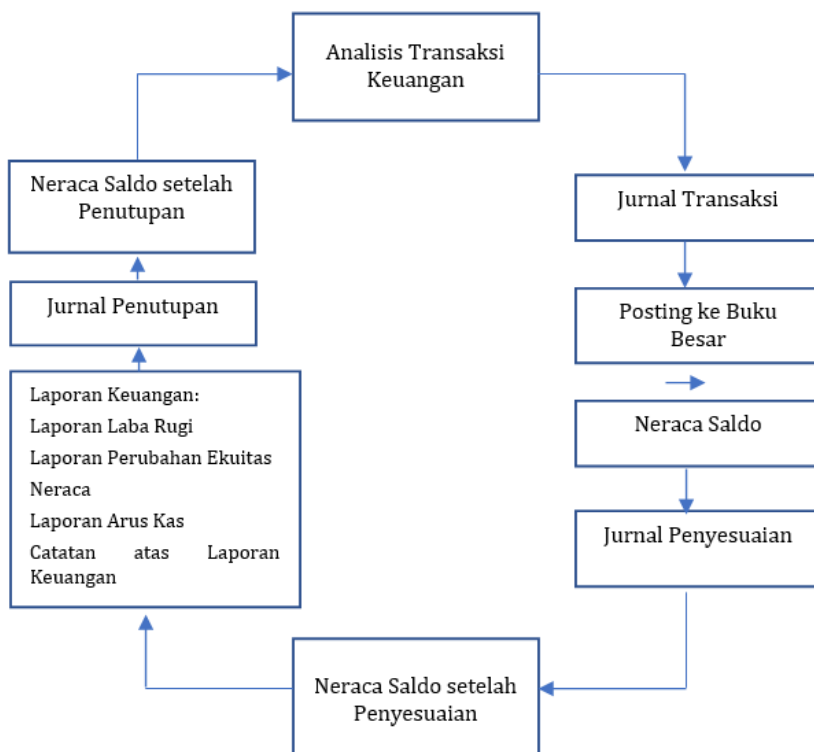 Analisis Transaksi
Keuangan
Jurnal Transaksi
Posting ke Buku
Besar
Neraca Saldo
Jurnal Penyesuaian
Neraca Saldo setelah
Penyesuaian
Laporan Keuangan:
Laporan Laba Rugi
Laporan Perubahan Ekuitas
Neraca
Laporan Arus Kas
Catatan atas Laporan
Keuangan
Jurnal Penutupan
Neraca Saldo setelah
Penutupan